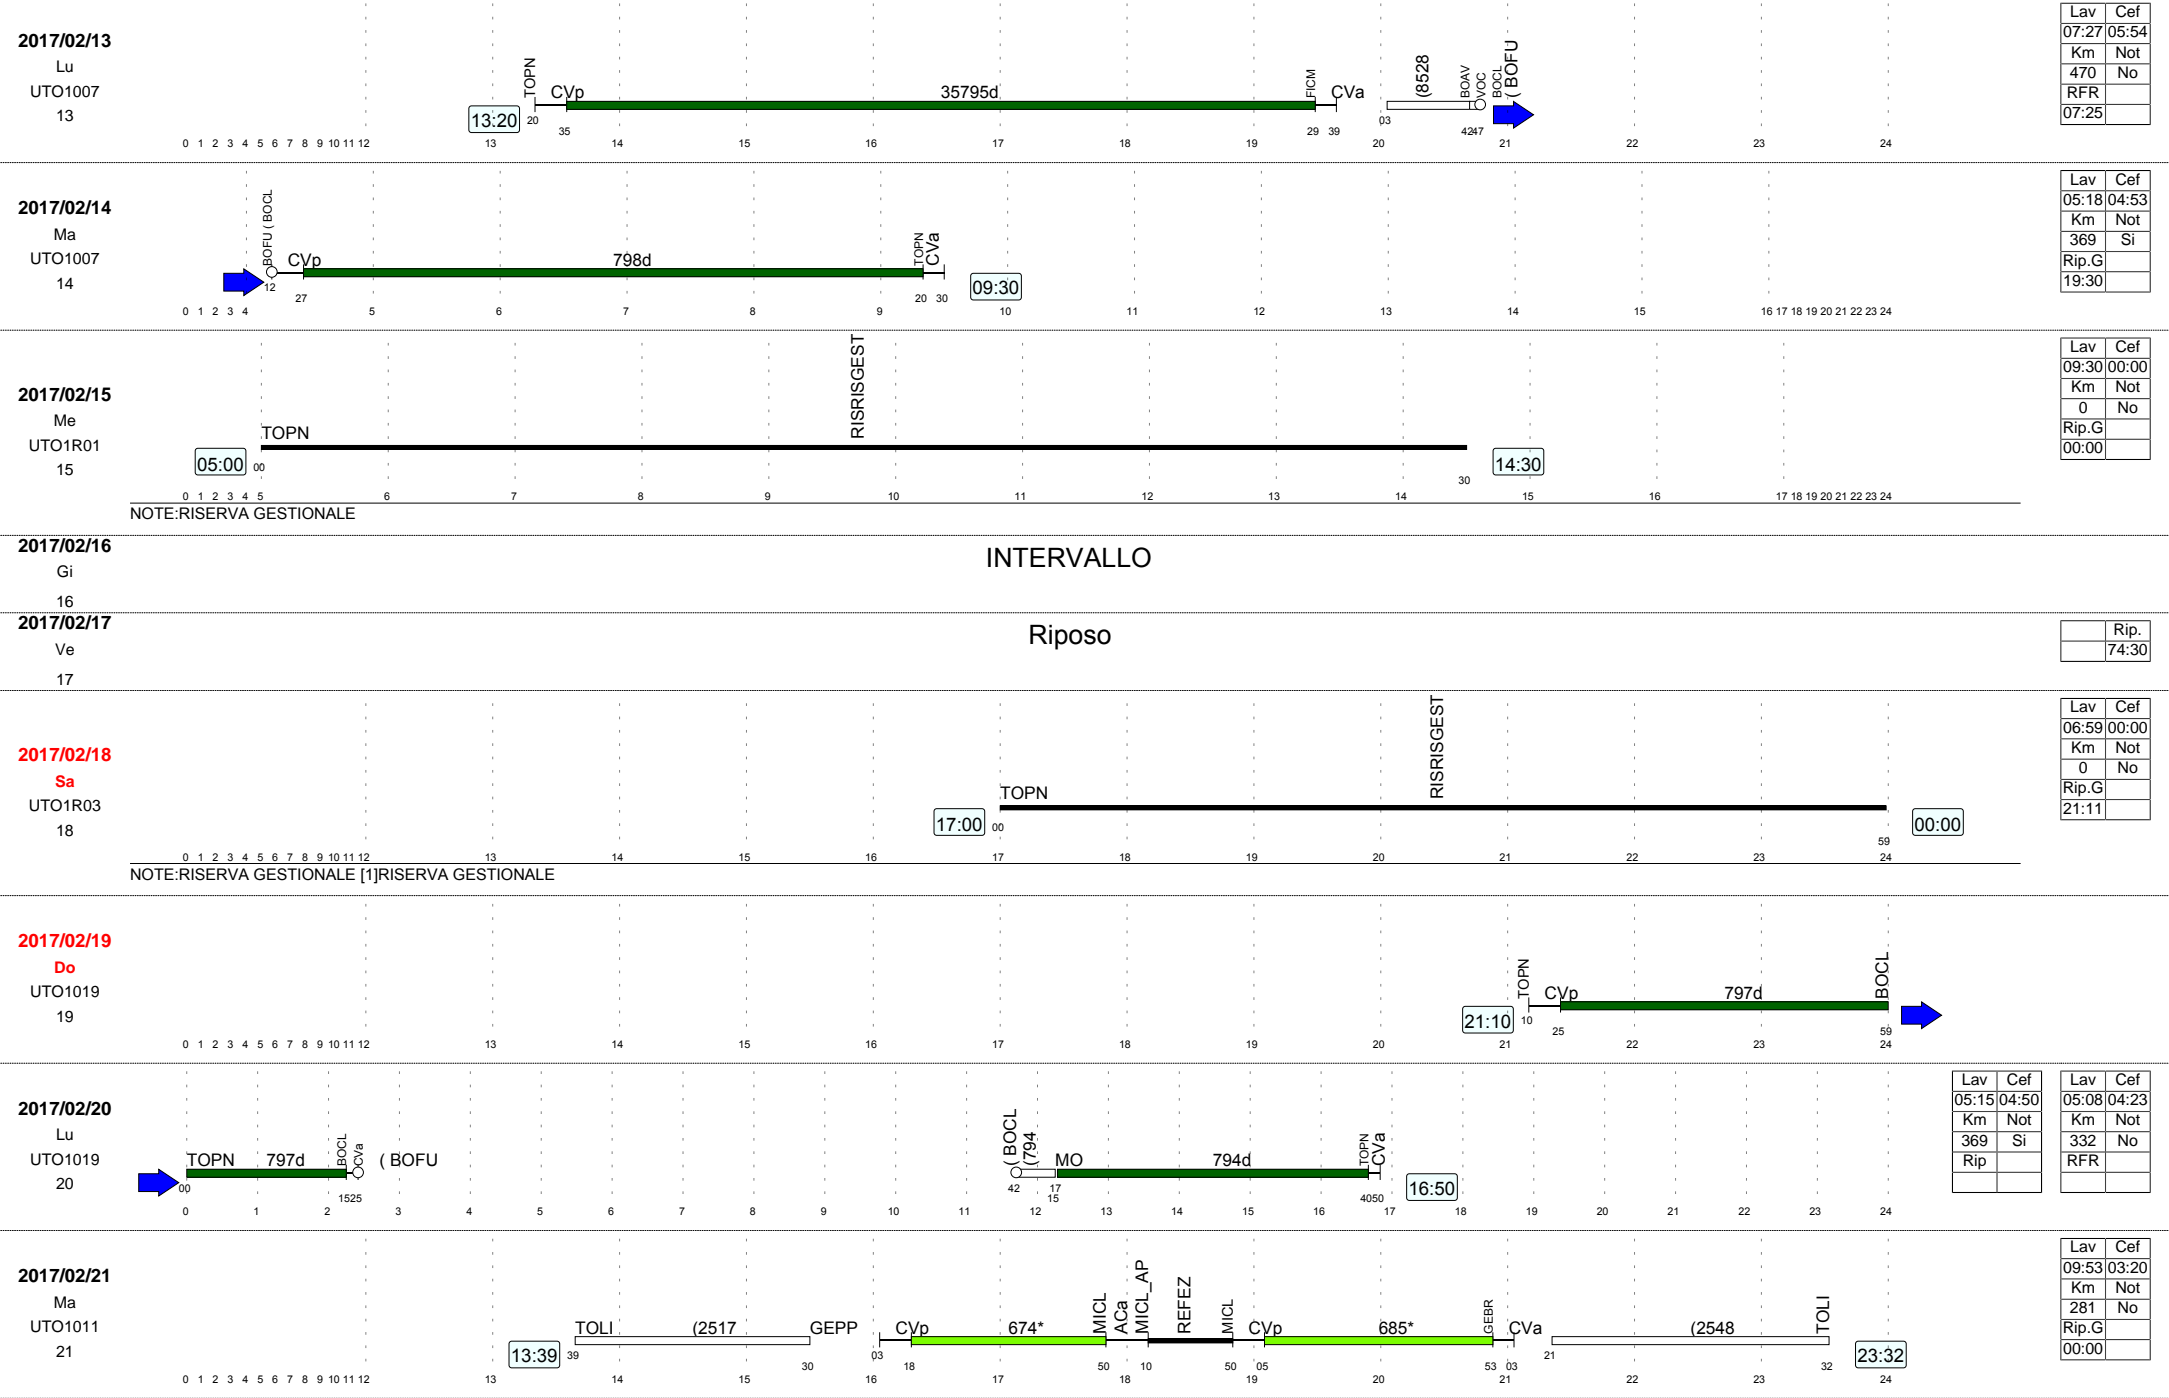 2017/02/13
Lu
UTO1007
13
13:20
TOPN
CVp
35795d
FICM
CVa
(8528
BOAV
VOC
BOCL
( BOFU
20 35 29 39 03 42 47
0 1 2 3 4 5 6 7 8 9 10 11 12 13 14 15 16 17 18 19 20 21 22 23 24
Lav Cef
07:27 05:54
Km Not
470 No
RFR
07:25
2017/02/14
Ma
UTO1007
14
BOFU ( BOCL
CVp
798d
TOPN
CVa
09:30
12 27 20 30
0 1 2 3 4 5 6 7 8 9 10 11 12 13 14 15 16 17 18 19 20 21 22 23 24
Lav Cef
05:18 04:53
Km Not
369 Si
Rip.G
19:30
2017/02/15
Me
UTO1R01
15
05:00
TOPN
RISRISGEST
14:30
00 30
0 1 2 3 4 5 6 7 8 9 10 11 12 13 14 15 16 17 18 19 20 21 22 23 24
NOTE:RISERVA GESTIONALE
Lav Cef
09:30 00:00
Km Not
0 No
Rip.G
00:00
2017/02/16
Gi
16
INTERVALLO
2017/02/17
Ve
17
Riposo
Rip.
74:30
2017/02/18
Sa
UTO1R03
18
17:00
TOPN
RISRISGEST
00:00
00 59
0 1 2 3 4 5 6 7 8 9 10 11 12 13 14 15 16 17 18 19 20 21 22 23 24
NOTE:RISERVA GESTIONALE [1]RISERVA GESTIONALE
Lav Cef
06:59 00:00
Km Not
0 No
Rip.G
21:11
2017/02/19
Do
UTO1019
19
21:10
TOPN
CVp
797d
BOCL
10 25 59
0 1 2 3 4 5 6 7 8 9 10 11 12 13 14 15 16 17 18 19 20 21 22 23 24
2017/02/20
Lu
UTO1019
20
TOPN
797d
BOCL
CVa
( BOFU
( BOCL
(794
MO
794d
TOPN
CVa
16:50
00 15 25 42 17 15 40 50
0 1 2 3 4 5 6 7 8 9 10 11 12 13 14 15 16 17 18 19 20 21 22 23 24
Lav Cef
05:15 04:50
Km Not
369 Si
Rip
Lav Cef
05:08 04:23
Km Not
332 No
RFR
2017/02/21
Ma
UTO1011
21
13:39
TOLI
(2517
GEPP
CVp
674*
MICL
ACa
MICL_AP
REFEZ
MICL
CVp
685*
GEBR
CVa
(2548
TOLI
23:32
39 30 03 18 50 10 50 05 53 03 21 32
0 1 2 3 4 5 6 7 8 9 10 11 12 13 14 15 16 17 18 19 20 21 22 23 24
Lav Cef
09:53 03:20
Km Not
281 No
Rip.G
00:00